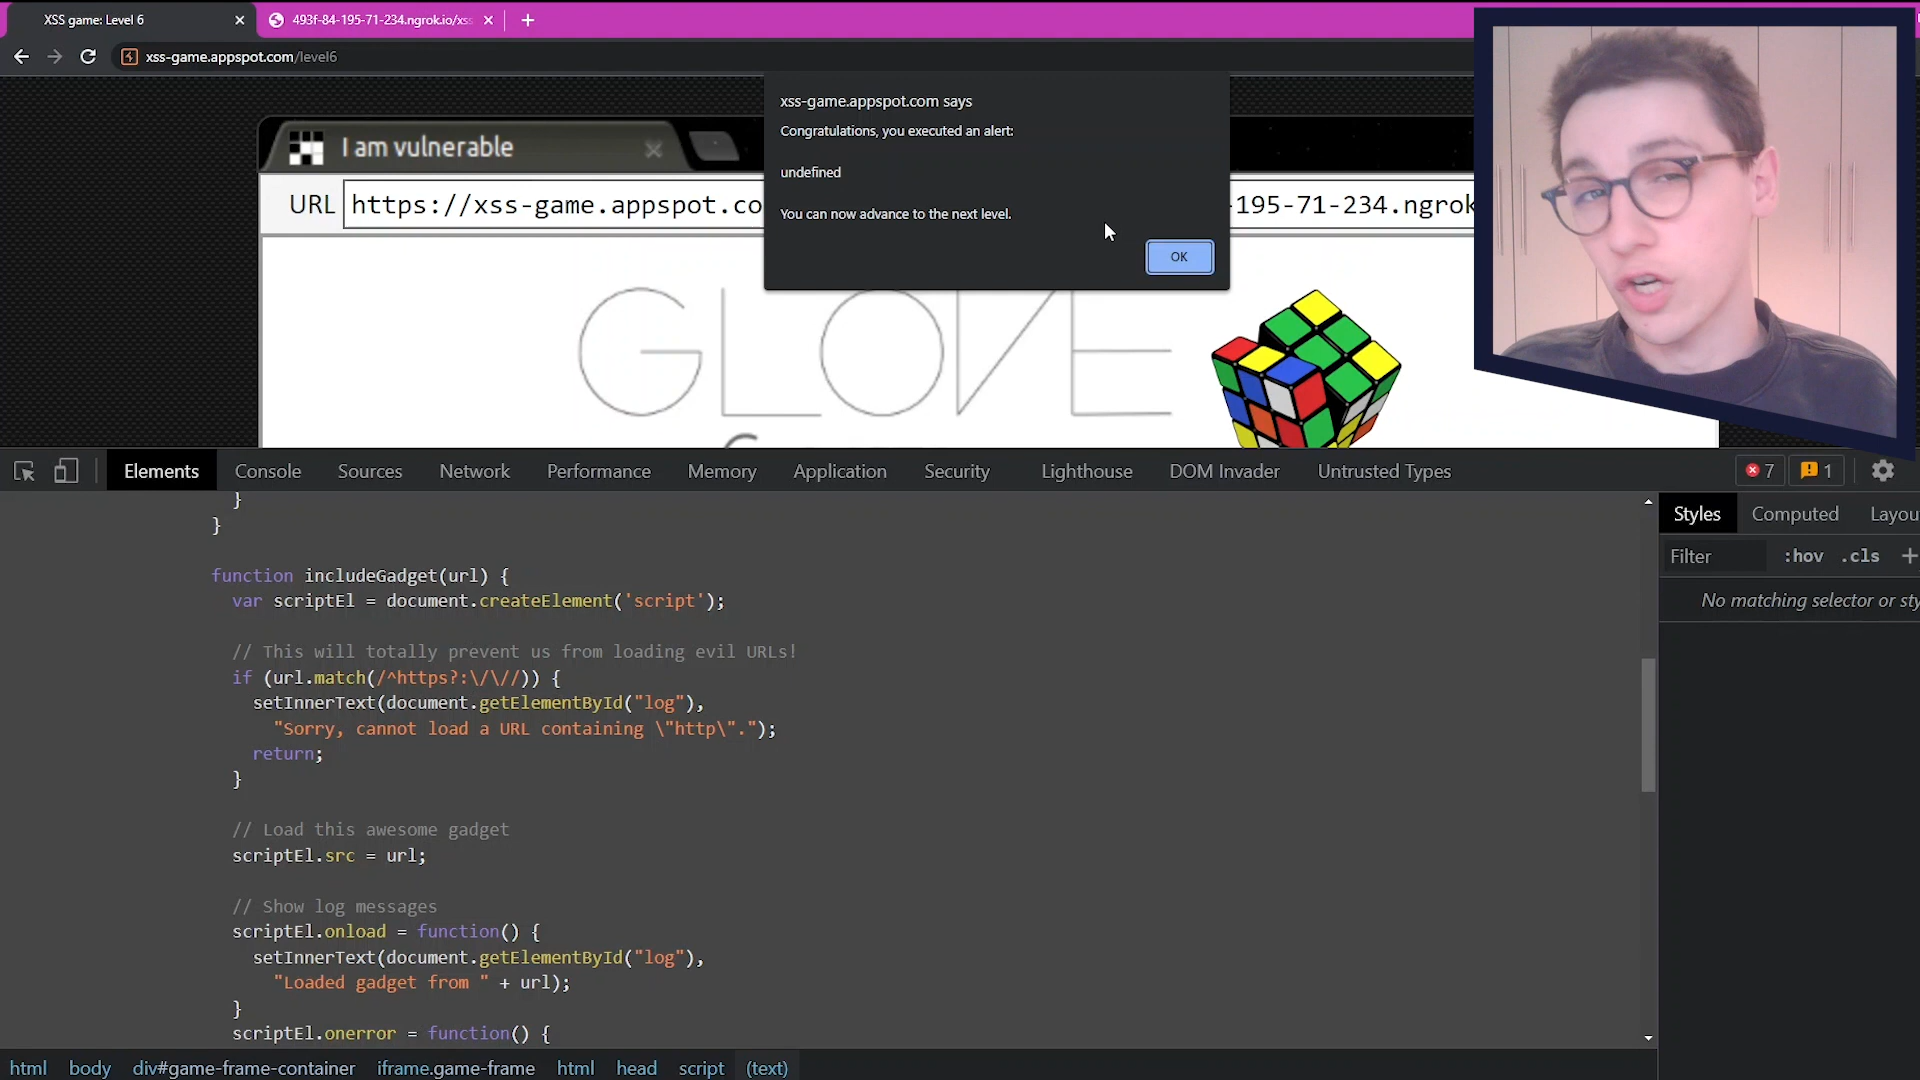 XSS game: Level 6
493f-84-195-71-234.ngrok.io/xss
xss-game.appspot.com/level6
xss-game.appspot.com says
Congratulations, you executed an alert:
undefined
You can now advance to the next level.
OK
I am vulnerable
URL https://xss-game.appspot.co
-195-71-234.ngrok
GLOVE
Elements Console Sources Network Performance Memory Application Security Lighthouse DOM Invader Untrusted Types 7 1
}
}
function includeGadget(url) {
var scriptEl = document.createElement('script');
// This will totally prevent us from loading evil URLs!
if (url.match(/^https?:\/\//)) {
setInnerText(document.getElementById("log"),
"Sorry, cannot load a URL containing \"http\".");
return;
}
// Load this awesome gadget
scriptEl.src = url;
// Show log messages
scriptEl.onload = function() {
setInnerText(document.getElementById("log"),
"Loaded gadget from " + url);
}
scriptEl.onerror = function() {
Styles Computed Layou
Filter :hov .cls +
No matching selector or sty
html body div#game-frame-container iframe.game-frame html head script (text)